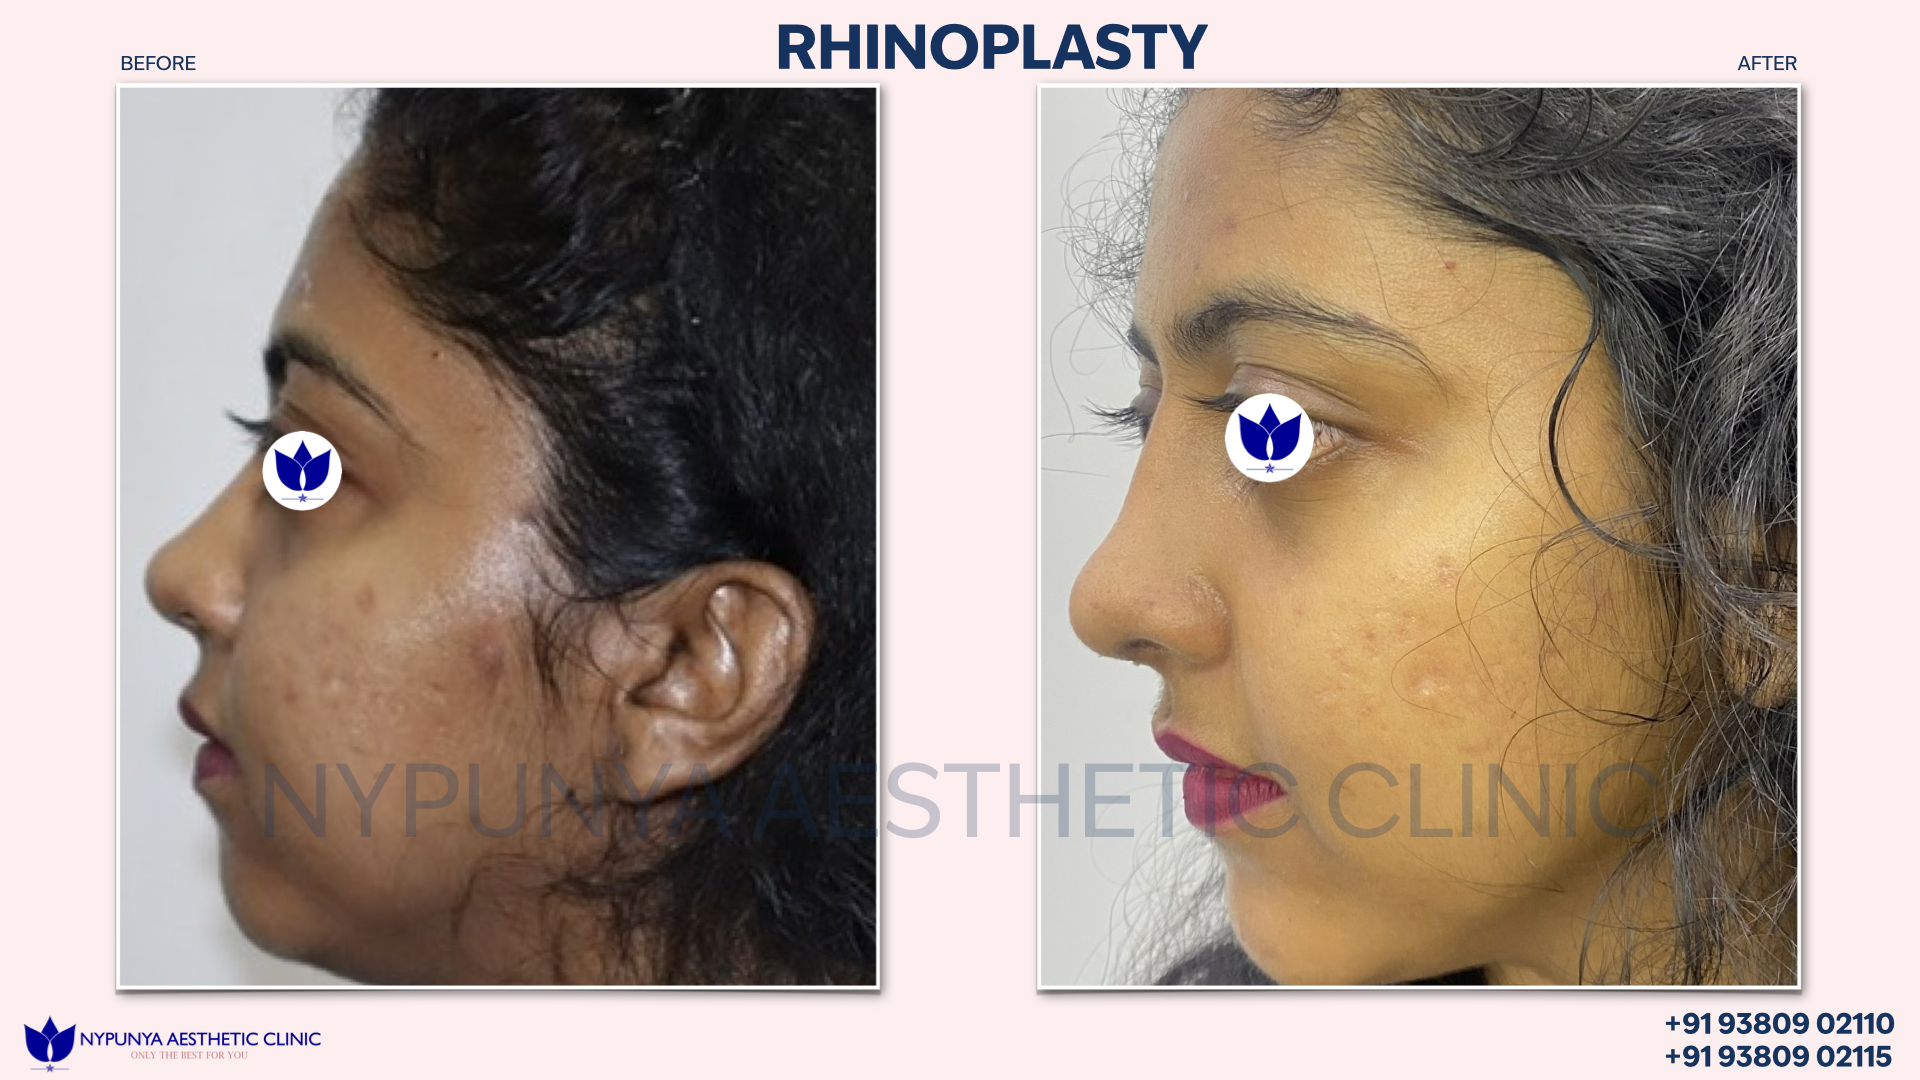 RHINOPLASTY
BEFORE
AFTER
NYPUNYA AESTHETIC CLINIC
NYPUNYA AESTHETIC CLINIC
ONLY THE BEST FOR YOU
+91 93809 02110
+91 93809 02115